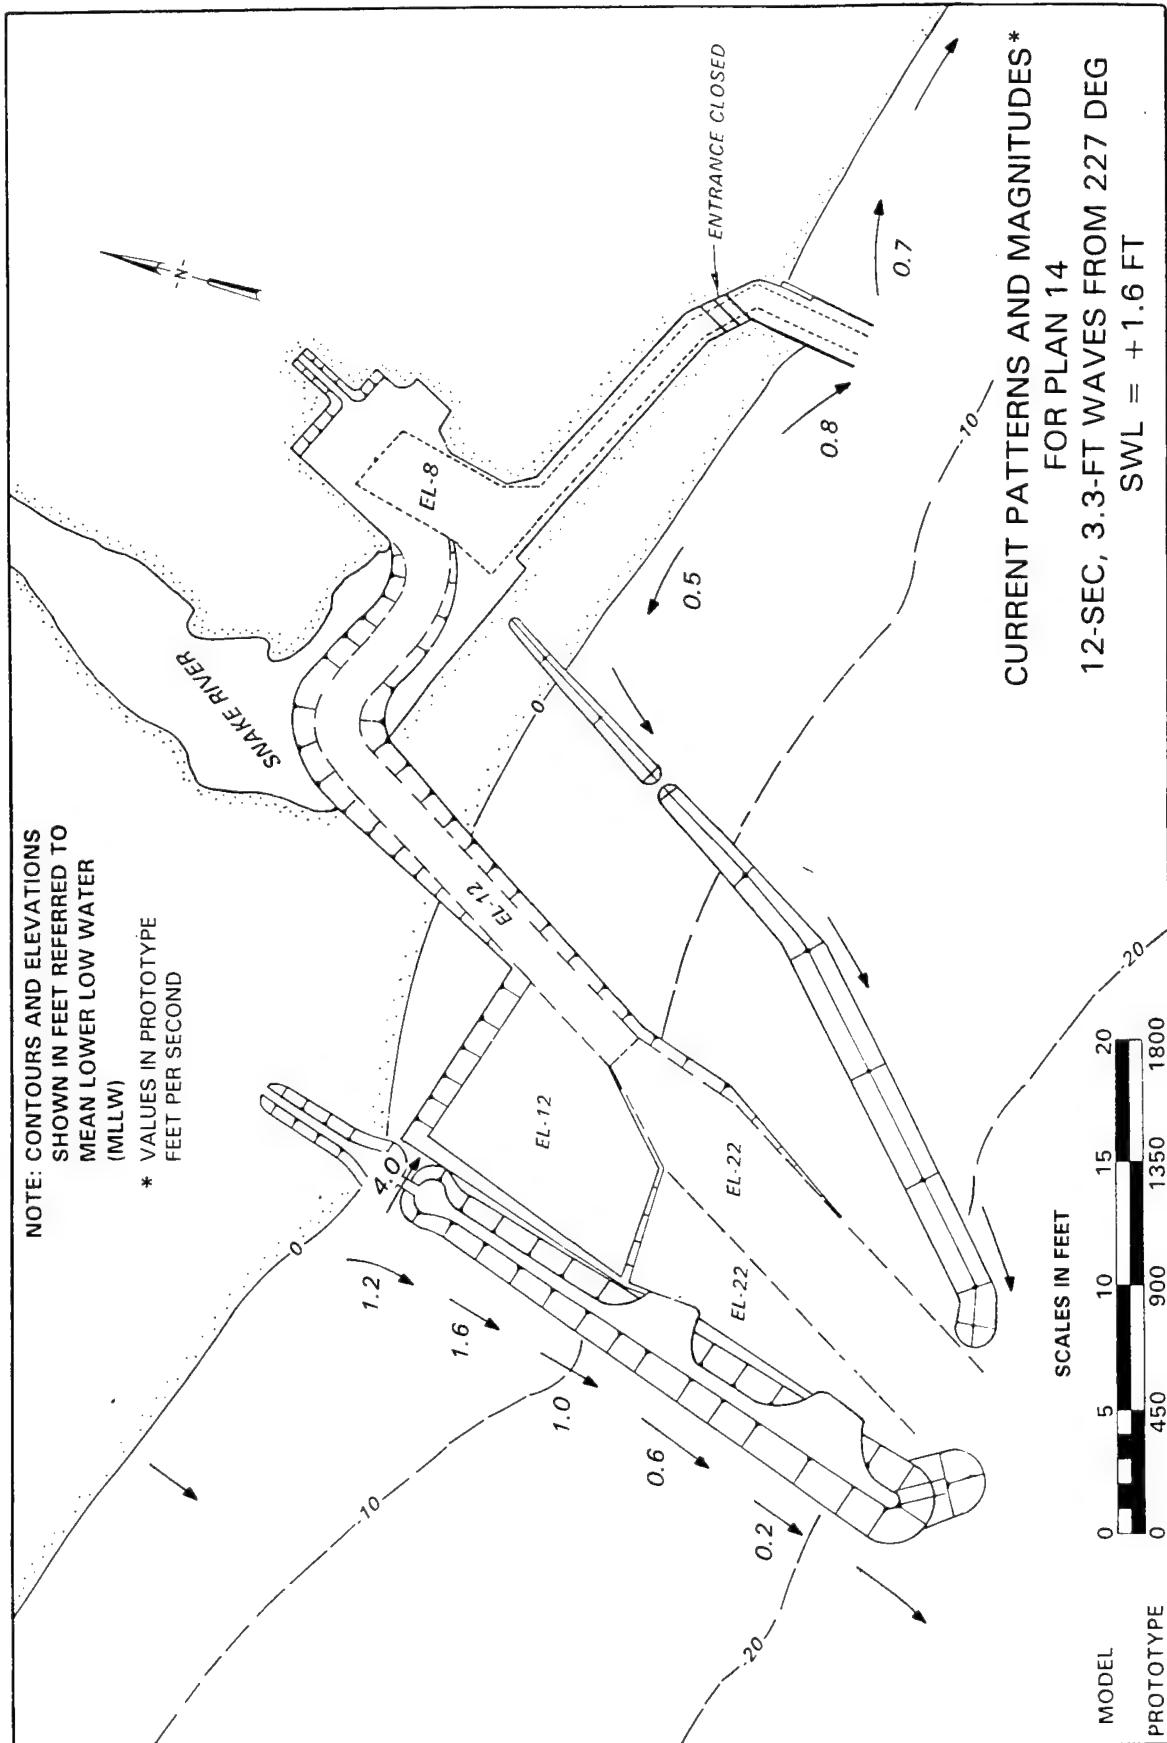 NOTE: CONTOURS AND ELEVATIONS
SHOWN IN FEET REFERRED TO
MEAN LOWER LOW WATER
(MLLW)
* VALUES IN PROTOTYPE
FEET PER SECOND
SNAKE RIVER
-N-
ENTRANCE CLOSED
EL-8
EL-12
EL-12
EL-22
EL-22
4.0
1.2
1.6
1.0
0.6
0.2
0.5
0.8
0.7
0
0
-10
-10
-20
-20
CURRENT PATTERNS AND MAGNITUDES*
FOR PLAN 14
12-SEC, 3.3-FT WAVES FROM 227 DEG
SWL = +1.6 FT
SCALES IN FEET
MODEL 0 5 10 15 20
PROTOTYPE 0 450 900 1350 1800